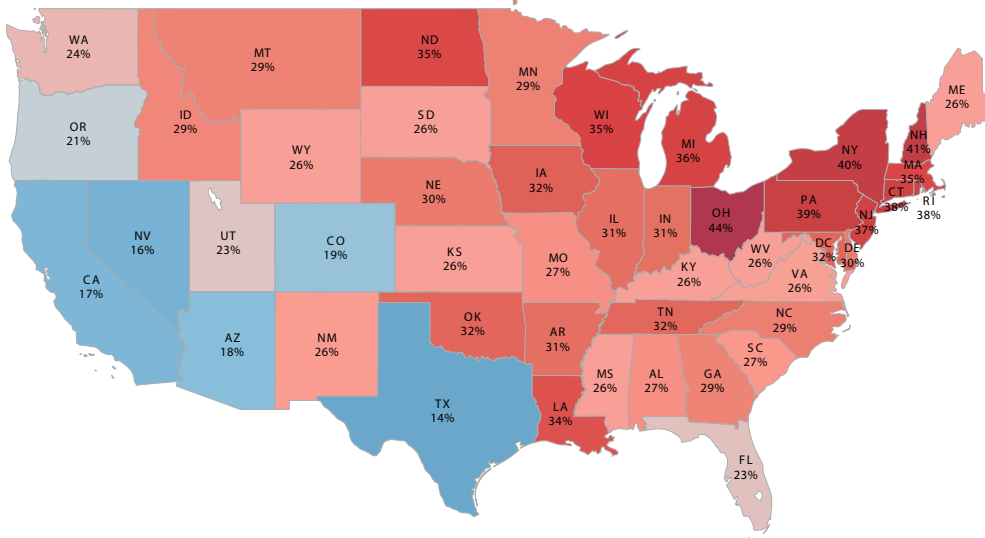 WA
24%
MT
29%
ND
35%
MN
29%
ME
26%
OR
21%
ID
29%
SD
26%
WI
35%
NH
41%
WY
26%
MI
36%
NY
40%
MA
35%
IA
32%
NE
30%
CT
38%
RI
38%
PA
39%
OH
44%
NJ
37%
IL
31%
IN
31%
NV
16%
UT
23%
CO
19%
DC
32%
DE
30%
WV
26%
KS
26%
MO
27%
KY
26%
VA
26%
CA
17%
OK
32%
TN
32%
NC
29%
AZ
18%
NM
26%
AR
31%
SC
27%
MS
26%
AL
27%
GA
29%
TX
14%
LA
34%
FL
23%